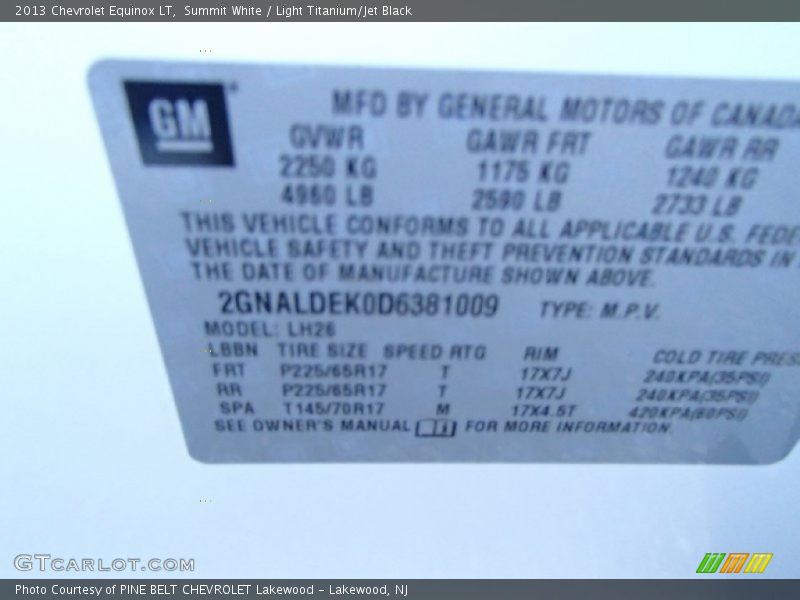 2013 Chevrolet Equinox LT,  Summit White / Light Titanium/Jet Black
GM
MFD BY GENERAL MOTORS OF CANADA
GVWR GAWR FRT GAWR RR
2250 KG 1175 KG 1240 KG
4960 LB 2590 LB 2733 LB
THIS VEHICLE CONFORMS TO ALL APPLICABLE U.S. FEDE
VEHICLE SAFETY AND THEFT PREVENTION STANDARDS IN
THE DATE OF MANUFACTURE SHOWN ABOVE.
2GNALDEK0D6381009 TYPE: M.P.V.
MODEL: LH26
LBBN TIRE SIZE SPEED RTG RIM COLD TIRE PRES
FRT P225/65R17 T 17X7J 240KPA(35PSI)
RR P225/65R17 T 17X7J 240KPA(35PSI)
SPA T145/70R17 M 17X4.5T 420KPA(60PSI)
SEE OWNER'S MANUAL FOR MORE INFORMATION.
GTCARLOT.COM
Photo Courtesy of PINE BELT CHEVROLET Lakewood - Lakewood, NJ